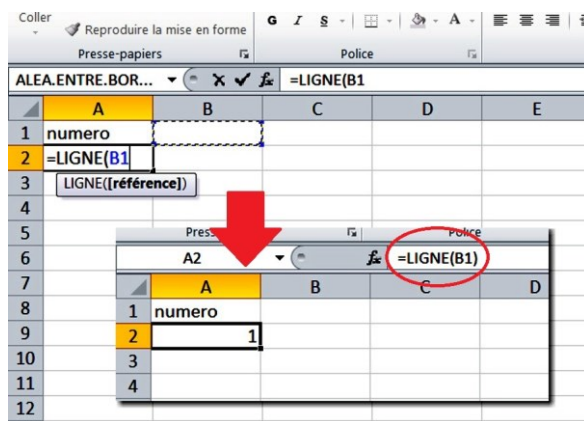 Coller
Reproduire la mise en forme
G I S A
Presse-papiers Police
ALEA.ENTRE.BOR... fx =LIGNE(B1
A B C D E
1 numero
2 =LIGNE(B1
3 LIGNE([référence])
4
5 Police
6 A2 fx =LIGNE(B1)
7 A B C D
8 1 numero
9 2 1
10 3
11 4
12